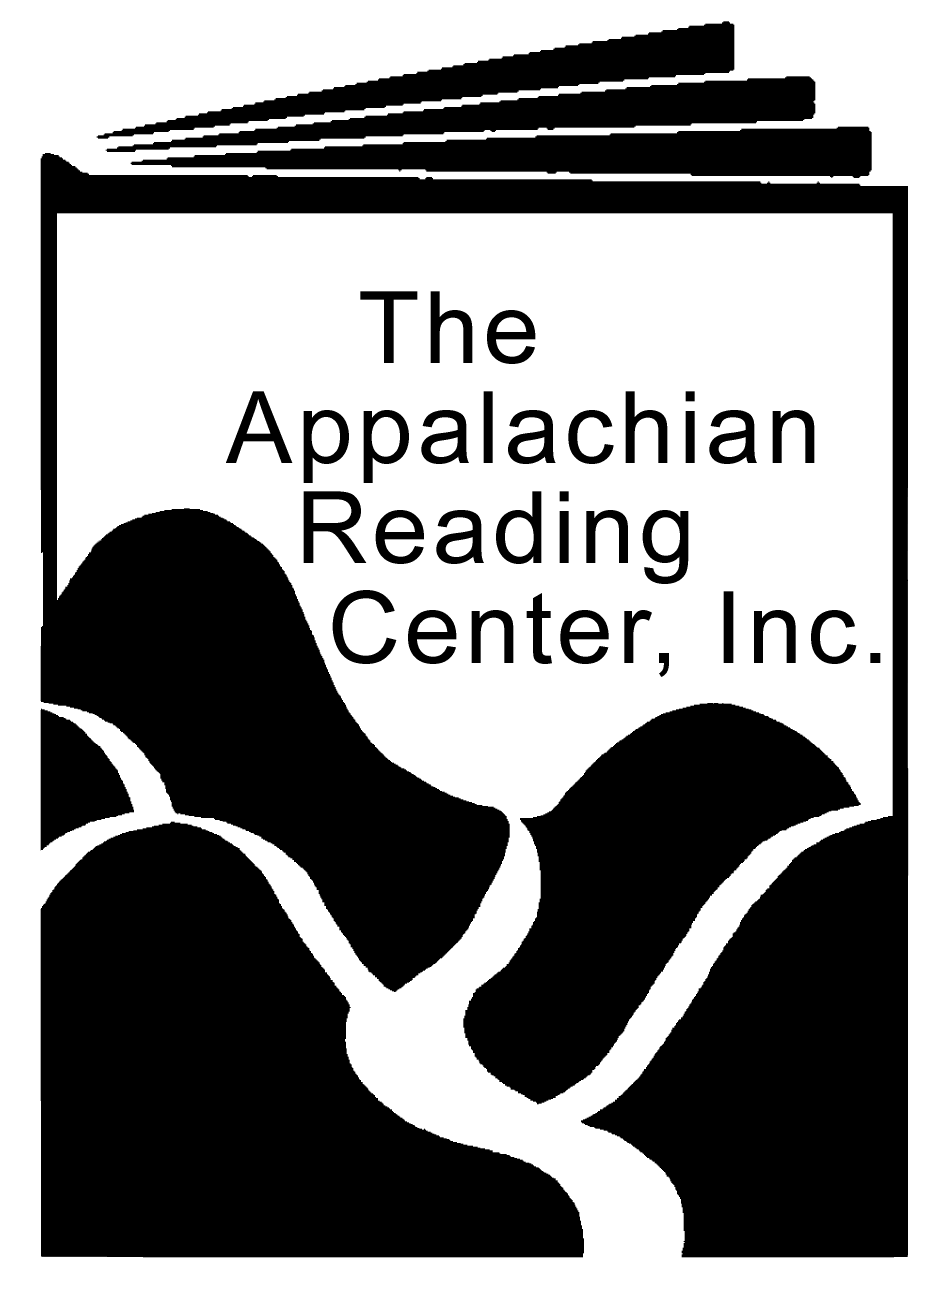 The
Appalachian
Reading
Center, Inc.